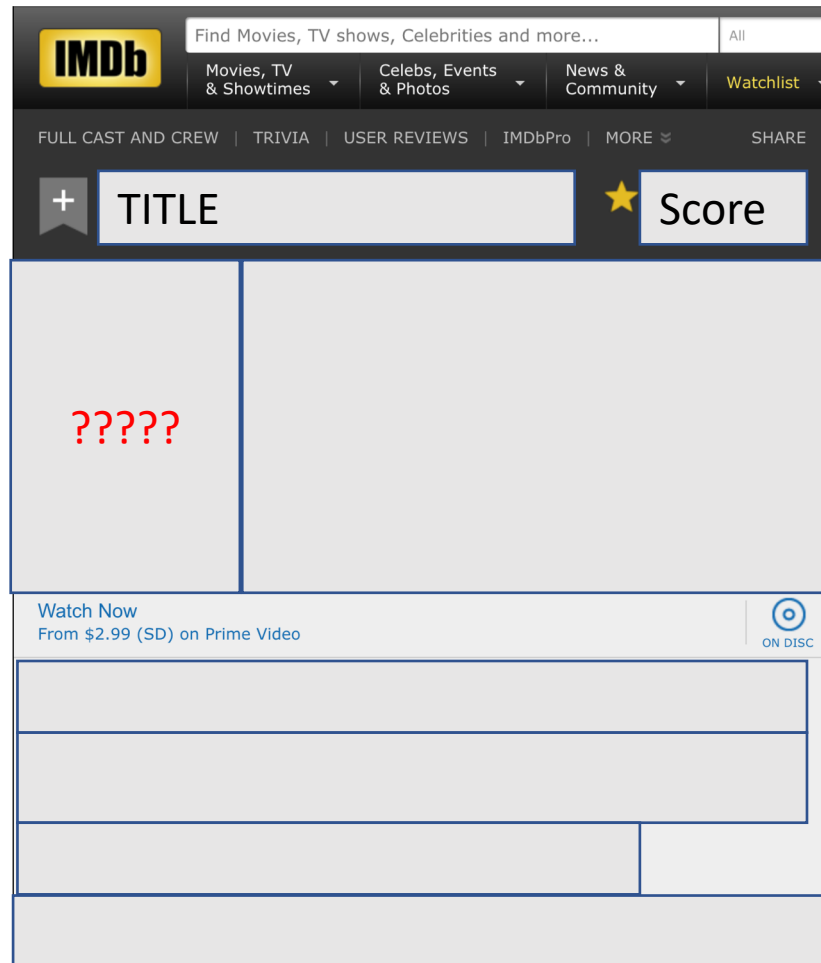 IMDb
Find Movies, TV shows, Celebrities and more...
All
Movies, TV
& Showtimes
Celebs, Events
& Photos
News &
Community
Watchlist
FULL CAST AND CREW | TRIVIA | USER REVIEWS | IMDbPro | MORE
SHARE
+
TITLE
Score
?????
Watch Now
From $2.99 (SD) on Prime Video
ON DISC